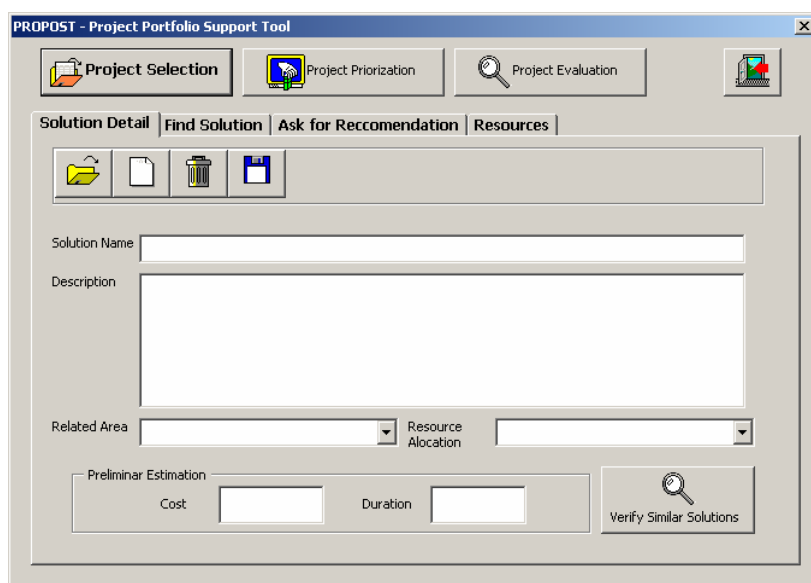 PROPOST - Project Portfolio Support Tool
Project Selection
Project Priorization
Project Evaluation
Solution Detail
Find Solution
Ask for Reccomendation
Resources
Solution Name
Description
Related Area
Resource
Alocation
Preliminar Estimation
Cost
Duration
Verify Similar Solutions